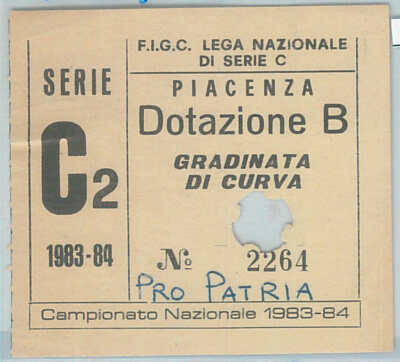 F.I.G.C. LEGA NAZIONALE
DI SERIE C
SERIE
C2
1983-84
PIACENZA
Dotazione B
GRADINATA
DI CURVA
№ 2264
PRO PATRIA
Campionato Nazionale 1983-84